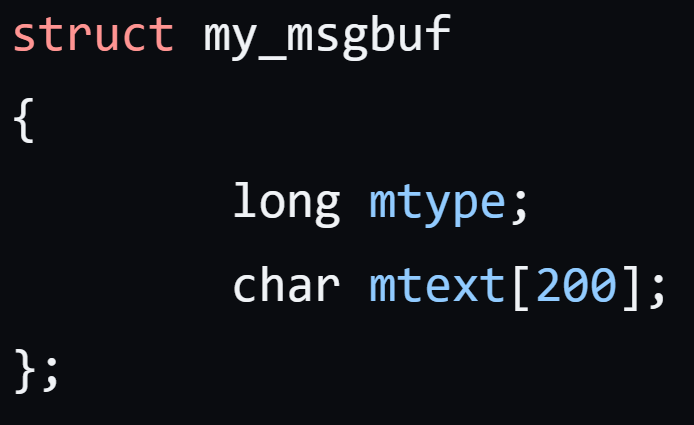 struct my_msgbuf
{
        long mtype;
        char mtext[200];
};